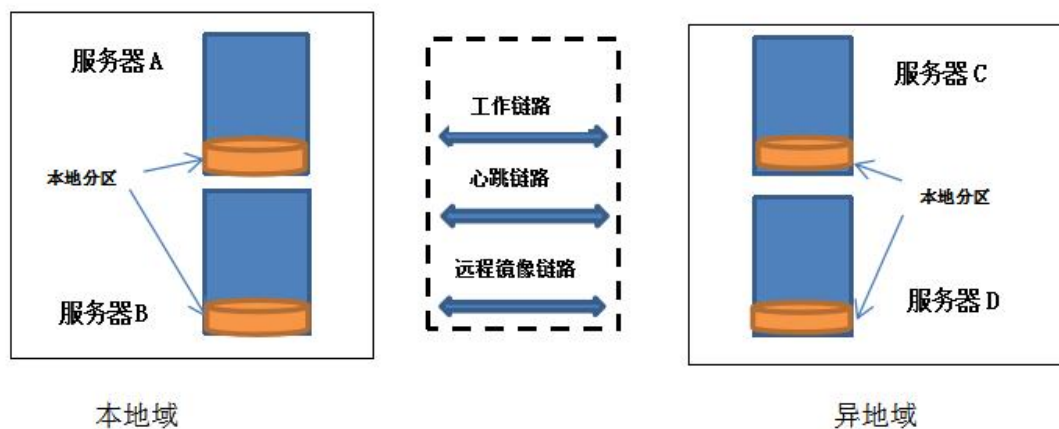 服务器A
本地分区
服务器B
本地域
工作链路
心跳链路
远程镜像链路
服务器C
本地分区
服务器D
异地域